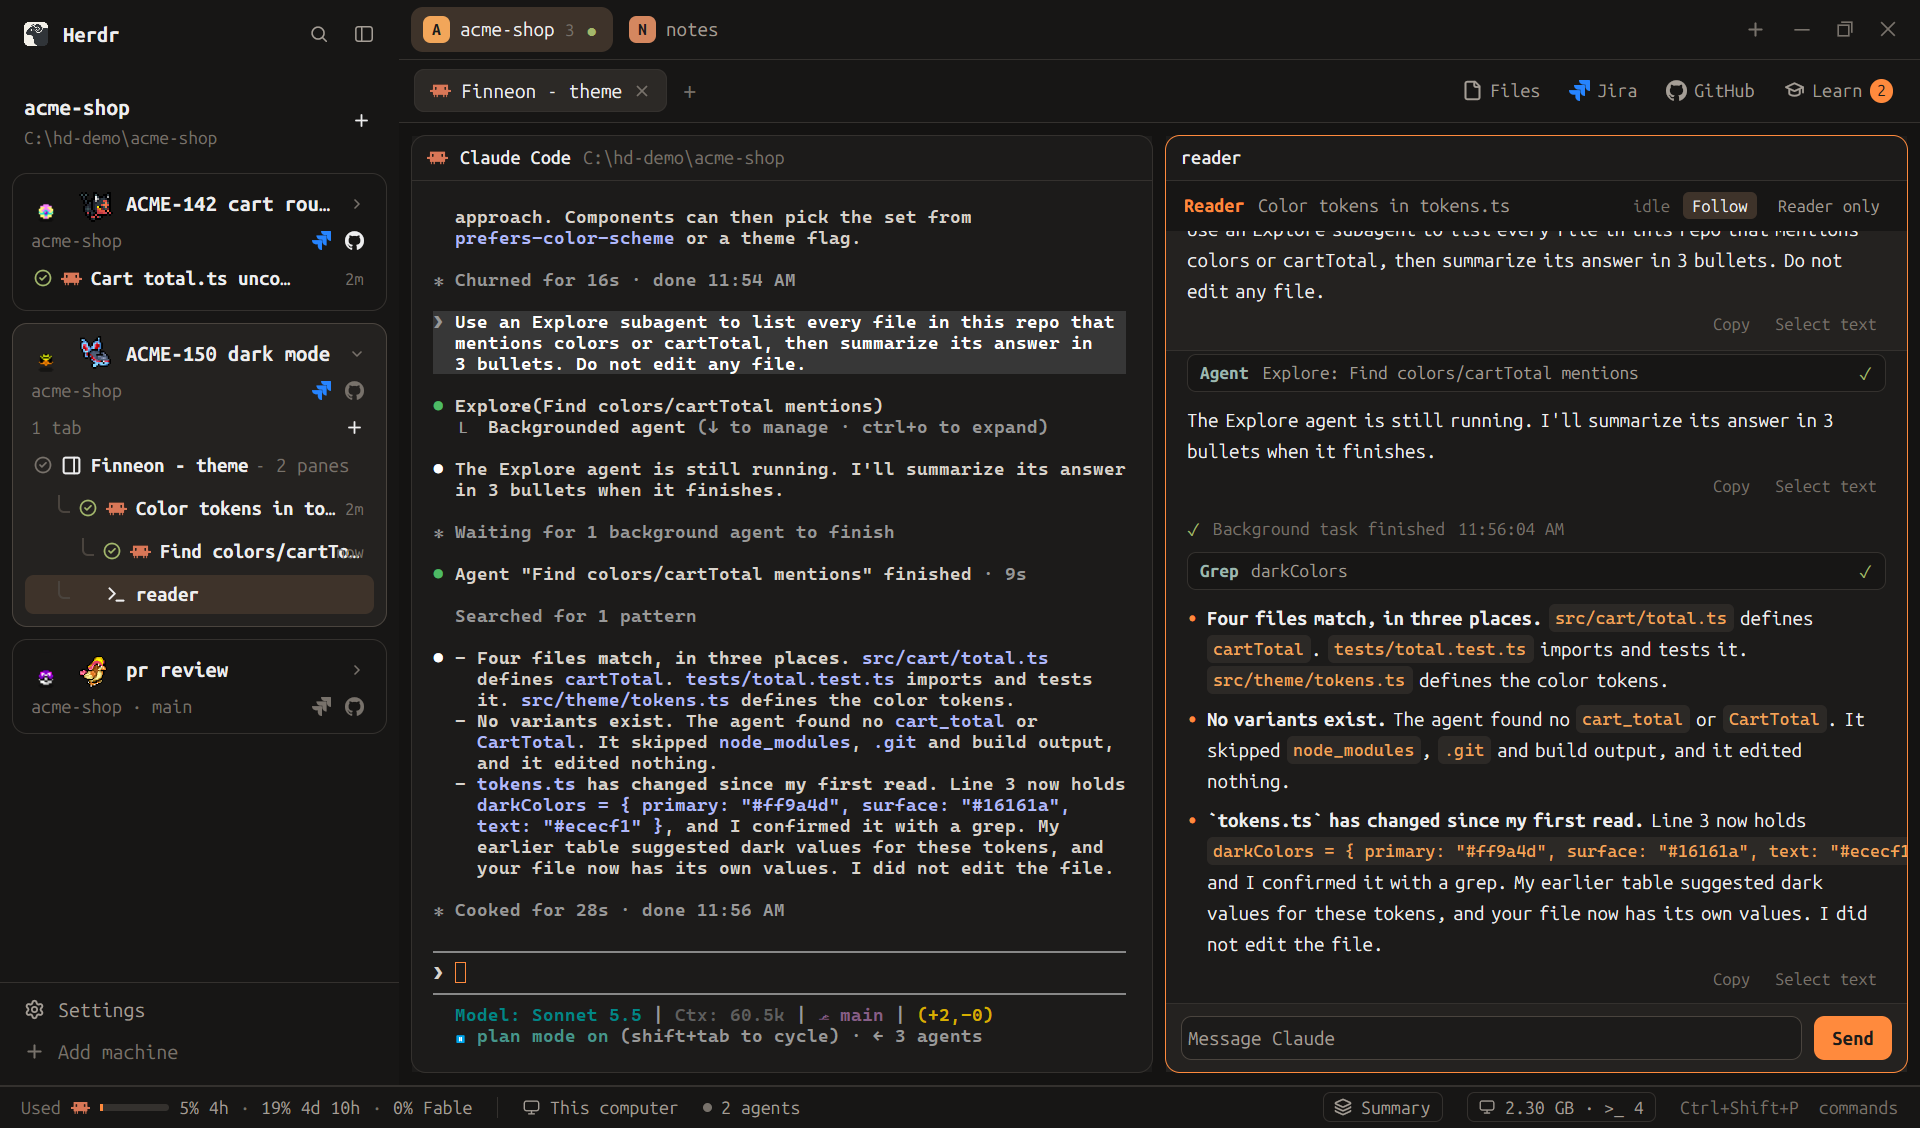 Herdr
acme-shop
C:\hd-demo\acme-shop
ACME-142 cart rou…
acme-shop
Cart total.ts unco… 2m
ACME-150 dark mode
acme-shop
1 tab
Finneon - theme - 2 panes
Color tokens in to… 2m
Find colors/cartTo…
>_ reader
pr review
acme-shop · main
Settings
Add machine
A acme-shop 3
N notes
Finneon - theme
Files
Jira
GitHub
Learn 2
Claude Code C:\hd-demo\acme-shop
approach. Components can then pick the set from
prefers-color-scheme or a theme flag.
✻ Churned for 16s · done 11:54 AM
❯ Use an Explore subagent to list every file in this repo that
mentions colors or cartTotal, then summarize its answer in
3 bullets. Do not edit any file.
● Explore(Find colors/cartTotal mentions)
└ Backgrounded agent (↓ to manage · ctrl+o to expand)
● The Explore agent is still running. I'll summarize its answer
in 3 bullets when it finishes.
✻ Waiting for 1 background agent to finish
● Agent "Find colors/cartTotal mentions" finished · 9s
Searched for 1 pattern
● – Four files match, in three places. src/cart/total.ts
defines cartTotal. tests/total.test.ts imports and tests
it. src/theme/tokens.ts defines the color tokens.
– No variants exist. The agent found no cart_total or
CartTotal. It skipped node_modules, .git and build output,
and it edited nothing.
– tokens.ts has changed since my first read. Line 3 now holds
darkColors = { primary: "#ff9a4d", surface: "#16161a",
text: "#ececf1" }, and I confirmed it with a grep. My
earlier table suggested dark values for these tokens, and
your file now has its own values. I did not edit the file.
✻ Cooked for 28s · done 11:56 AM
❯
Model: Sonnet 5.5 | Ctx: 60.5k | main | (+2,-0)
plan mode on (shift+tab to cycle) · ← 3 agents
reader
Reader Color tokens in tokens.ts idle Follow Reader only
Use an Explore subagent to list every file in this repo that mentions
colors or cartTotal, then summarize its answer in 3 bullets. Do not
edit any file.
Copy Select text
Agent Explore: Find colors/cartTotal mentions ✓
The Explore agent is still running. I'll summarize its answer in 3
bullets when it finishes.
Copy Select text
✓ Background task finished 11:56:04 AM
Grep darkColors ✓
• Four files match, in three places. src/cart/total.ts defines
cartTotal. tests/total.test.ts imports and tests it.
src/theme/tokens.ts defines the color tokens.
• No variants exist. The agent found no cart_total or CartTotal. It
skipped node_modules, .git and build output, and it edited
nothing.
• `tokens.ts` has changed since my first read. Line 3 now holds
darkColors = { primary: "#ff9a4d", surface: "#16161a", text: "#ececf1
and I confirmed it with a grep. My earlier table suggested dark
values for these tokens, and your file now has its own values. I did
not edit the file.
Copy Select text
Message Claude
Send
Used 5% 4h · 19% 4d 10h · 0% Fable
This computer
2 agents
Summary
2.30 GB · >_ 4
Ctrl+Shift+P commands